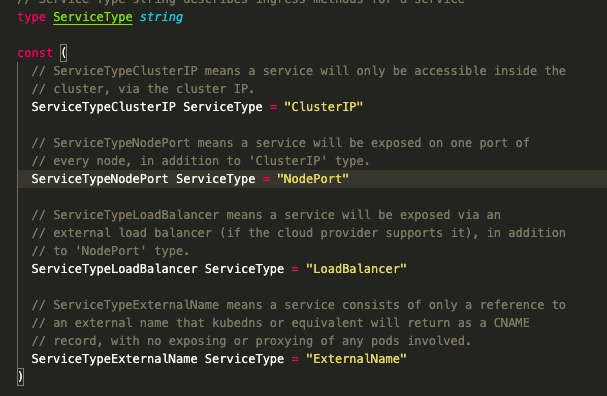 // Service Type string describes ingress methods for a service
type ServiceType string
const (
// ServiceTypeClusterIP means a service will only be accessible inside the
// cluster, via the cluster IP.
ServiceTypeClusterIP ServiceType = "ClusterIP"
// ServiceTypeNodePort means a service will be exposed on one port of
// every node, in addition to 'ClusterIP' type.
ServiceTypeNodePort ServiceType = "NodePort"
// ServiceTypeLoadBalancer means a service will be exposed via an
// external load balancer (if the cloud provider supports it), in addition
// to 'NodePort' type.
ServiceTypeLoadBalancer ServiceType = "LoadBalancer"
// ServiceTypeExternalName means a service consists of only a reference to
// an external name that kubedns or equivalent will return as a CNAME
// record, with no exposing or proxying of any pods involved.
ServiceTypeExternalName ServiceType = "ExternalName"
)